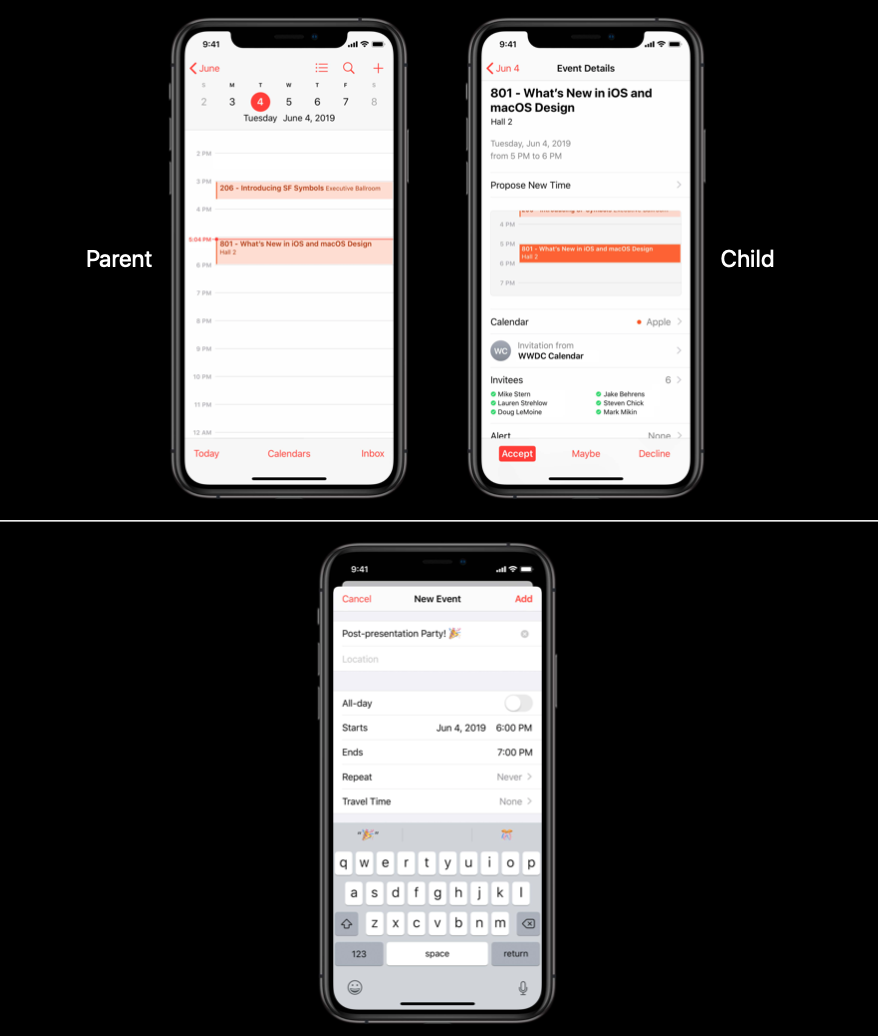 Parent
9:41
June
S M T W T F S
2 3 4 5 6 7 8
Tuesday June 4, 2019
2 PM
3 PM
206 - Introducing SF Symbols Executive Ballroom
4 PM
5:04 PM
801 - What's New in iOS and macOS Design
Hall 2
6 PM
7 PM
8 PM
9 PM
10 PM
11 PM
12 AM
Today Calendars Inbox
9:41
Jun 4 Event Details
801 - What's New in iOS and
macOS Design
Hall 2
Tuesday, Jun 4, 2019
from 5 PM to 6 PM
Propose New Time
4 PM
5 PM
801 - What's New in iOS and macOS Design
Hall 2
6 PM
7 PM
Calendar Apple
WC
Invitation from
WWDC Calendar
Invitees 6
Mike Stern Jake Behrens
Lauren Strehlow Steven Chick
Doug LeMoine Mark Mikin
Alert None
Accept Maybe Decline
Child
9:41
Cancel New Event Add
Post-presentation Party! 🎉
Location
All-day
Starts Jun 4, 2019 6:00 PM
Ends 7:00 PM
Repeat Never
Travel Time None
"🎉"
q w e r t y u i o p
a s d f g h j k l
z x c v b n m
123 space return